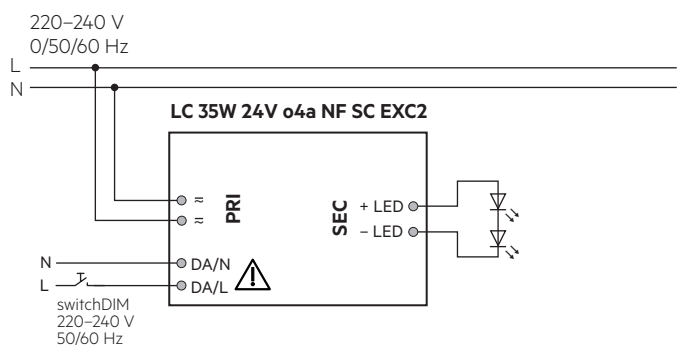 220–240 V
0/50/60 Hz
L
N
LC 35W 24V o4a NF SC EXC2
≂
≂
PRI
SEC
+ LED
– LED
N
DA/N
L
DA/L
switchDIM
220–240 V
50/60 Hz